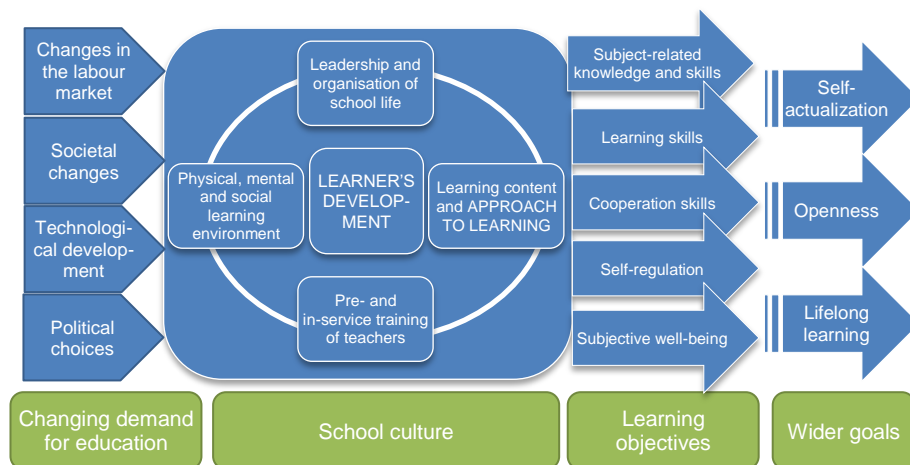 Changes in
the labour
market
Societal
changes
Technologi-
cal develop-
ment
Political
choices
Leadership and
organisation of
school life
Physical, mental
and social
learning
environment
LEARNER'S
DEVELOP-
MENT
Learning content
and APPROACH
TO LEARNING
Pre- and
in-service training
of teachers
Subject-related
knowledge and skills
Learning skills
Cooperation skills
Self-regulation
Subjective well-being
Self-
actualization
Openness
Lifelong
learning
Changing demand
for education
School culture
Learning
objectives
Wider goals